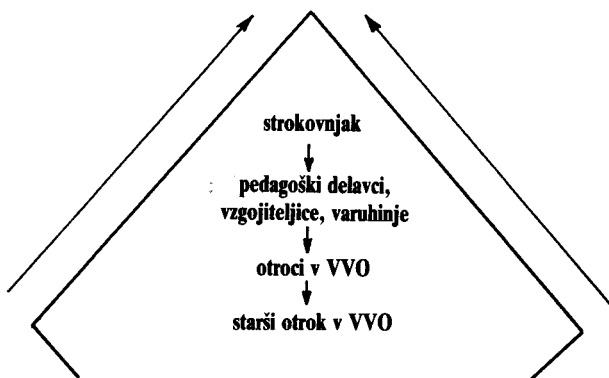 strokovnjak
pedagoški delavci,
vzgojiteljice, varuhinje
otroci v VVO
starši otrok v VVO